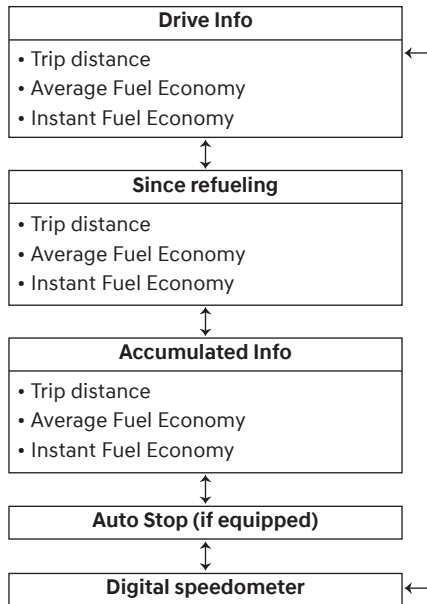 Drive Info
• Trip distance
• Average Fuel Economy
• Instant Fuel Economy
Since refueling
• Trip distance
• Average Fuel Economy
• Instant Fuel Economy
Accumulated Info
• Trip distance
• Average Fuel Economy
• Instant Fuel Economy
Auto Stop (if equipped)
Digital speedometer